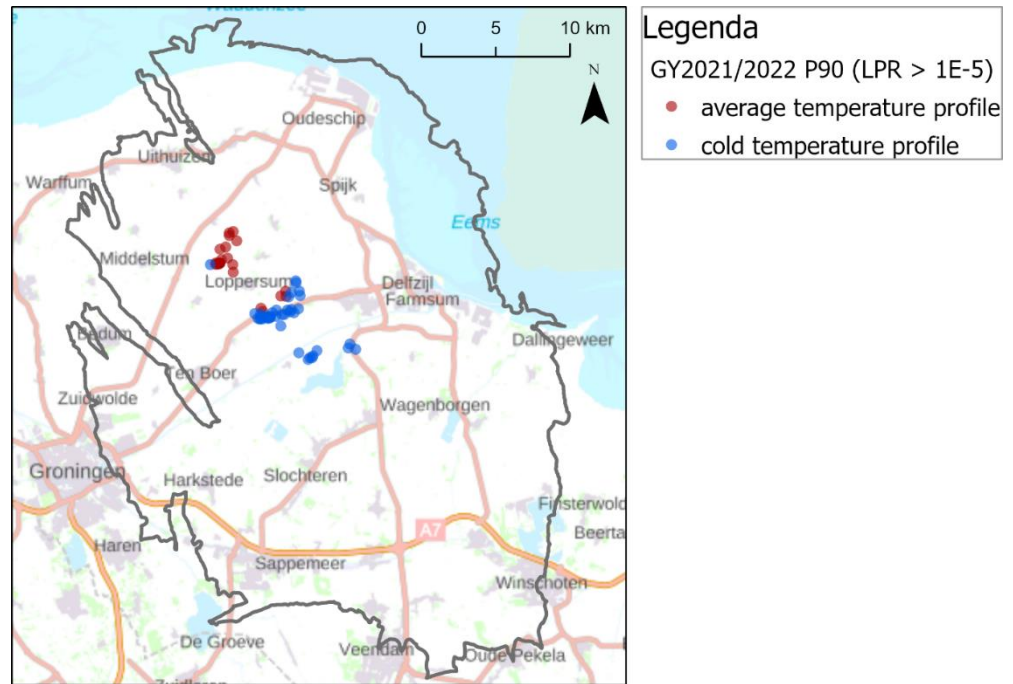 Waddenzee
0 5 10 km
N
Oudeschip
Uithuizen
Warffum
Spijk
Eems
Middelstum
Loppersum
Delfzijl
Farmsum
Bedum
Dallingeweer
Ten Boer
Zuidwolde
Wagenborgen
Groningen
Harkstede
Slochteren
Finsterwold
A7
Beerta
Haren
Sappemeer
Winschoten
De Groeve
Veendam
Oude Pekela
Zuidlaren
Legenda
GY2021/2022 P90 (LPR > 1E-5)
average temperature profile
cold temperature profile